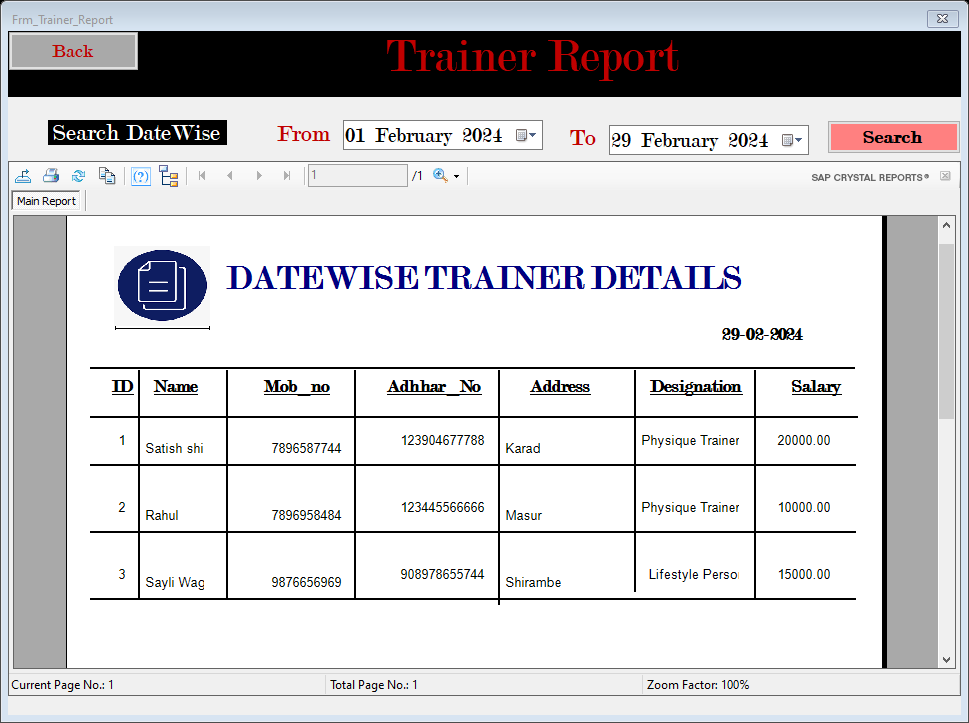 Frm_Trainer_Report
Back
Trainer Report
Search DateWise From 01 February 2024 To 29 February 2024 Search
1 /1 SAP CRYSTAL REPORTS®
Main Report
DATEWISE TRAINER DETAILS
29-02-2024
ID Name Mob_no Adhhar_No Address Designation Salary
1 Satish shi 7896587744 123904677788 Karad Physique Trainer 20000.00
2 Rahul 7896958484 123445566666 Masur Physique Trainer 10000.00
3 Sayli Wag 9876656969 908978655744 Shirambe Lifestyle Perso 15000.00
Current Page No.: 1 Total Page No.: 1 Zoom Factor: 100%